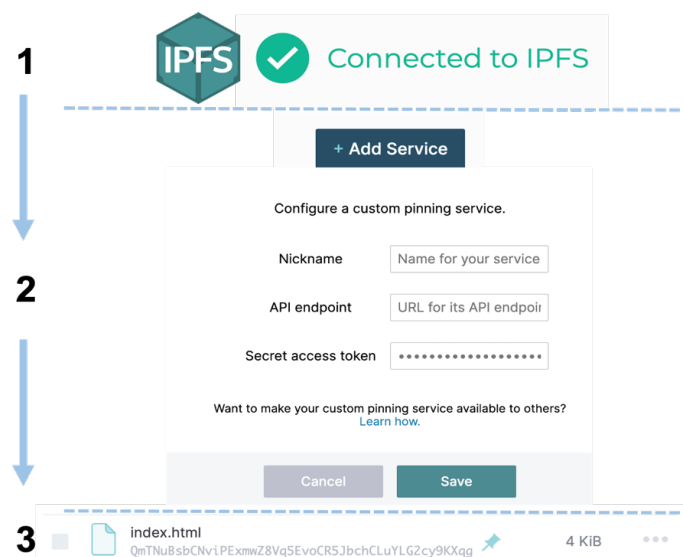 1
IPFS
Connected to IPFS
+ Add Service
Configure a custom pinning service.
Nickname
Name for your service
API endpoint
URL for its API endpoin
2
Secret access token
•••••••••••••••••••
Want to make your custom pinning service available to others?
Learn how.
Cancel
Save
3
index.html
QmTNuBsbCNviPExmwZ8Vq5EvoCR5JbchCLuYLG2cy9KXqg
4 KiB